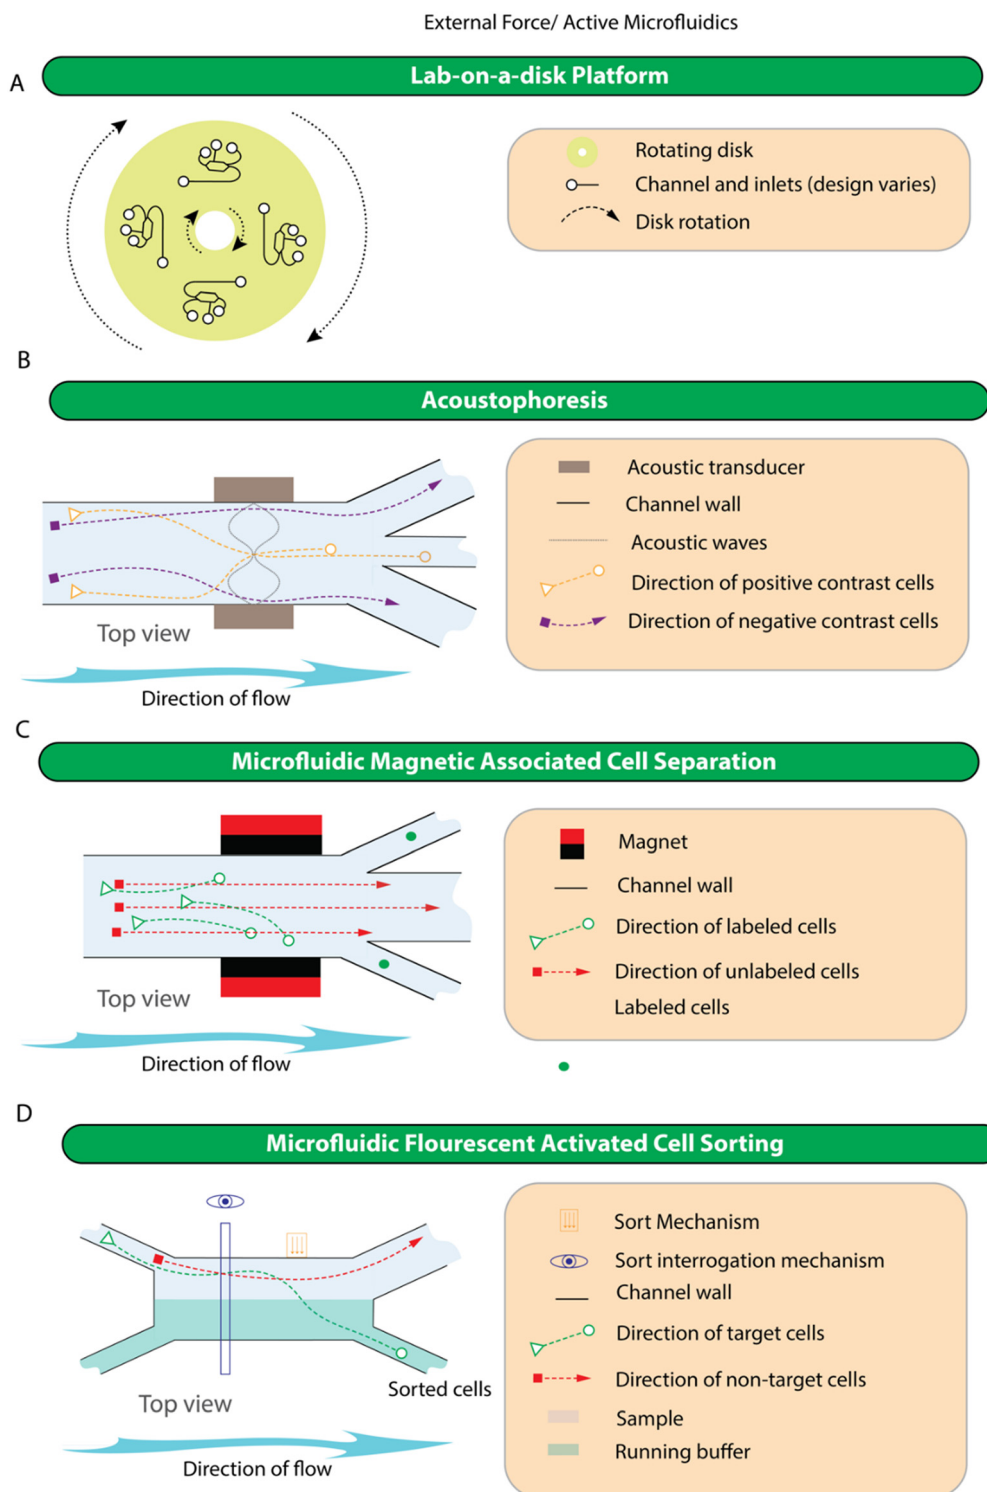 External Force/ Active Microfluidics
A
Lab-on-a-disk Platform
Rotating disk
Channel and inlets (design varies)
Disk rotation
B
Acoustophoresis
Acoustic transducer
Channel wall
Acoustic waves
Direction of positive contrast cells
Direction of negative contrast cells
Top view
Direction of flow
C
Microfluidic Magnetic Associated Cell Separation
Magnet
Channel wall
Direction of labeled cells
Direction of unlabeled cells
Labeled cells
Top view
Direction of flow
D
Microfluidic Flourescent Activated Cell Sorting
Sort Mechanism
Sort interrogation mechanism
Channel wall
Direction of target cells
Direction of non-target cells
Sample
Running buffer
Sorted cells
Top view
Direction of flow